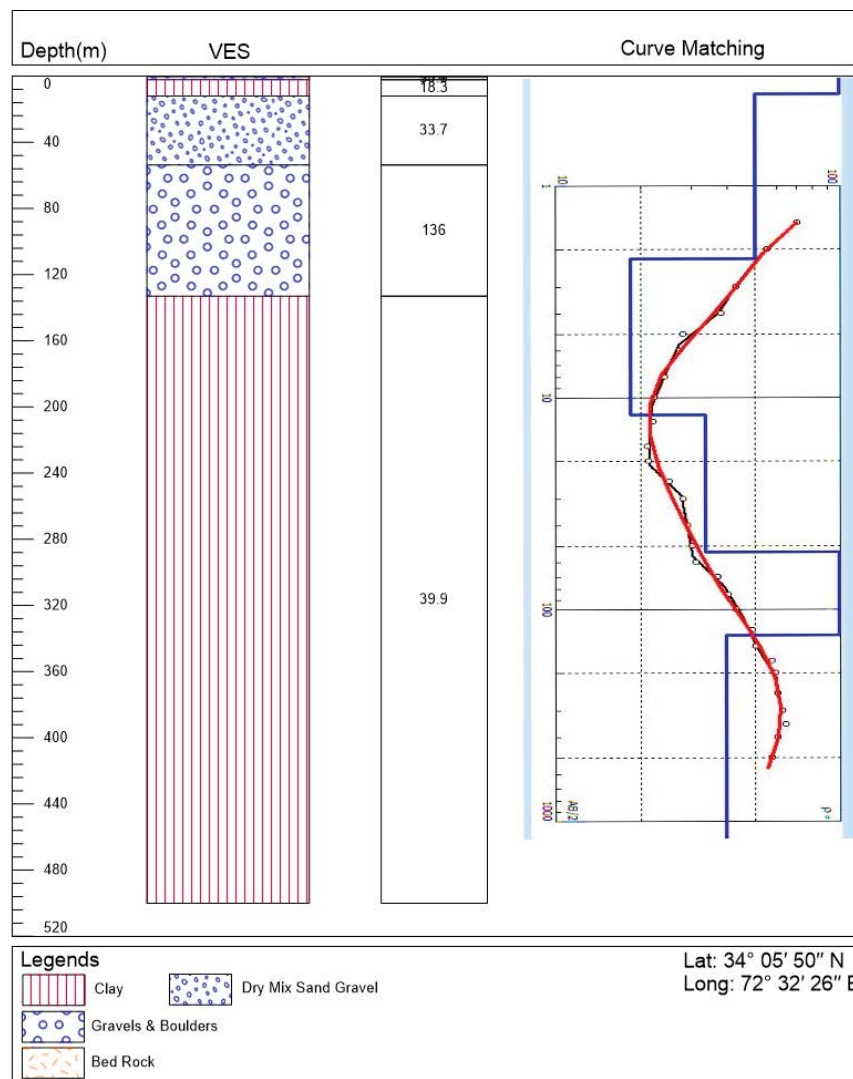 Depth(m) VES Curve Matching
0
18.3
40
33.7
80
120
136
160
200
240
280
320
39.9
360
400
440
480
520
10 100
1
10
100
1000 AB/2
Legends
Clay Dry Mix Sand Gravel
Gravels & Boulders
Bed Rock
Lat: 34° 05' 50" N
Long: 72° 32' 26" E